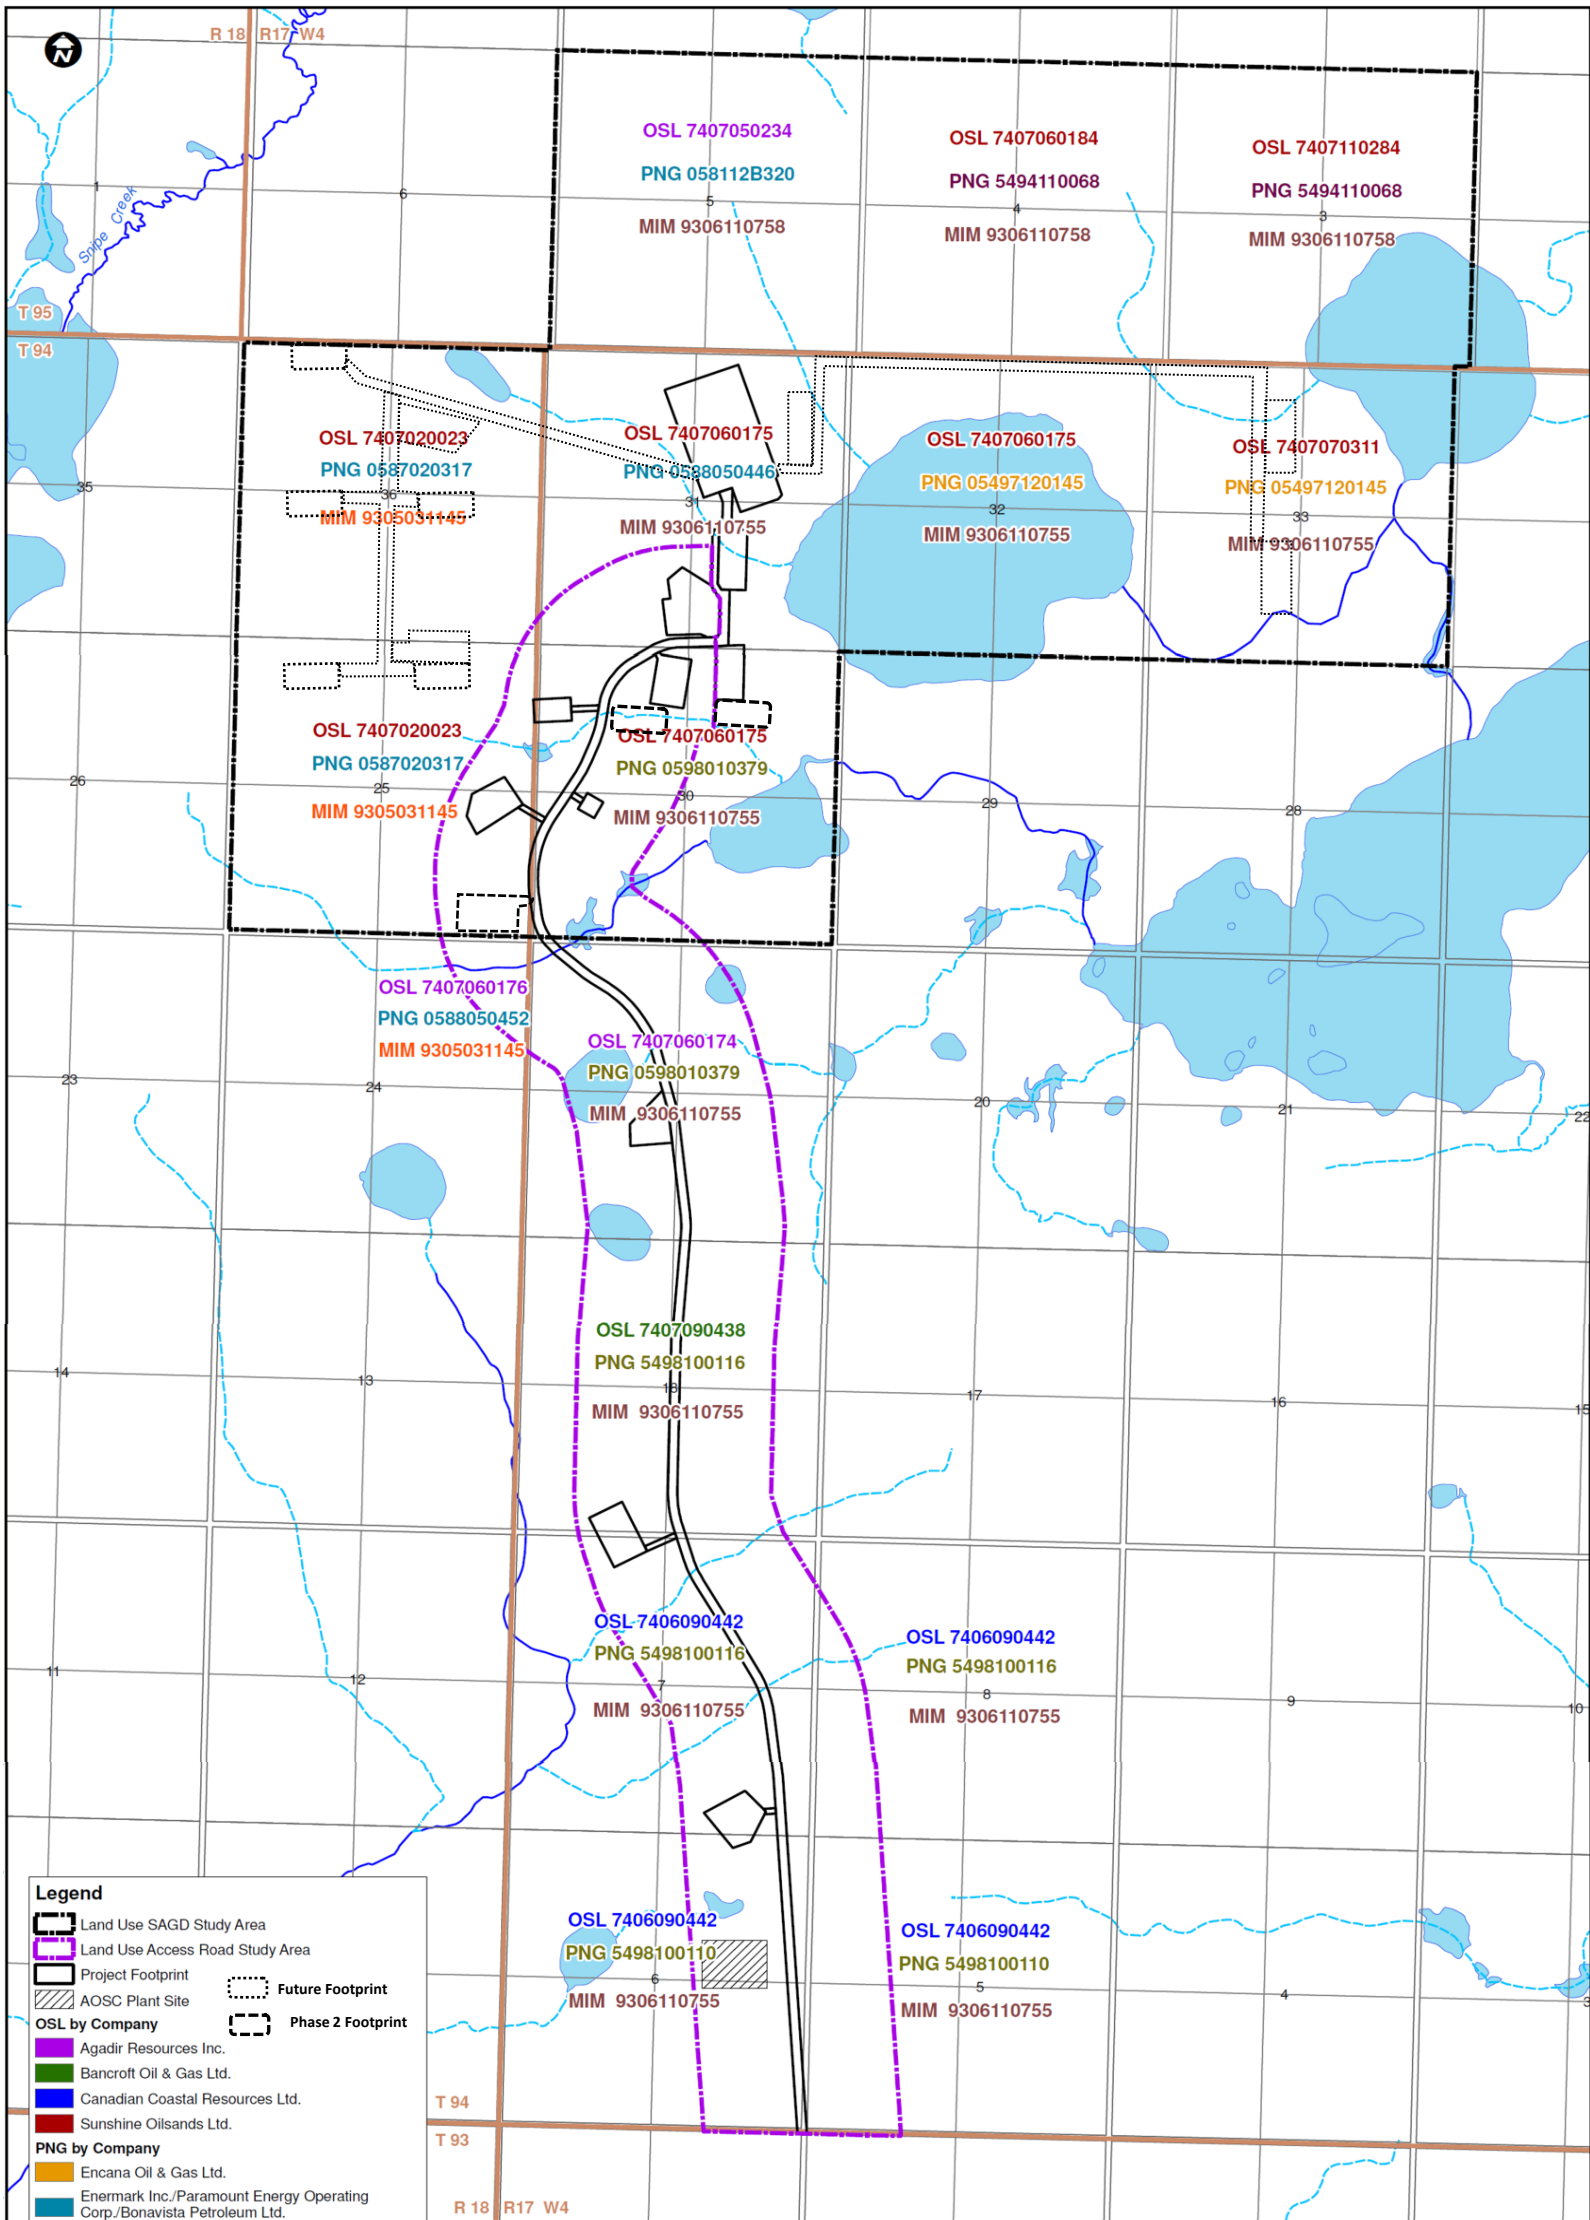 N
R 18 R17 W4
OSL 7407050234
PNG 058112B320
5
MIM 9306110758
OSL 7407060184
PNG 5494110068
4
MIM 9306110758
OSL 7407110284
PNG 5494110068
3
MIM 9306110758
1
6
Snipe Creek
T 95
T 94
OSL 7407020023
PNG 0587020317
36
MIM 9305031145
OSL 7407060175
PNG 0588050446
31
MIM 9306110755
OSL 7407060175
PNG 05497120145
32
MIM 9306110755
OSL 7407070311
PNG 05497120145
33
MIM 9306110755
35
OSL 7407020023
PNG 0587020317
25
MIM 9305031145
OSL 7407060175
PNG 0598010379
30
MIM 9306110755
26
29
28
OSL 7407060176
PNG 0588050452
MIM 9305031145
OSL 7407060174
PNG 0598010379
MIM 9306110755
23
24
20
21
22
OSL 7407090438
PNG 5498100116
18
MIM 9306110755
14
13
17
16
15
OSL 7406090442
PNG 5498100116
7
MIM 9306110755
OSL 7406090442
PNG 5498100116
8
MIM 9306110755
11
12
9
10
OSL 7406090442
PNG 5498100110
6
MIM 9306110755
OSL 7406090442
PNG 5498100110
5
MIM 9306110755
4
3
T 94
T 93
R 18 R17 W4
Legend
Land Use SAGD Study Area
Land Use Access Road Study Area
Project Footprint
Future Footprint
AOSC Plant Site
Phase 2 Footprint
OSL by Company
Agadir Resources Inc.
Bancroft Oil & Gas Ltd.
Canadian Coastal Resources Ltd.
Sunshine Oilsands Ltd.
PNG by Company
Encana Oil & Gas Ltd.
Enermark Inc./Paramount Energy Operating
Corp./Bonavista Petroleum Ltd.